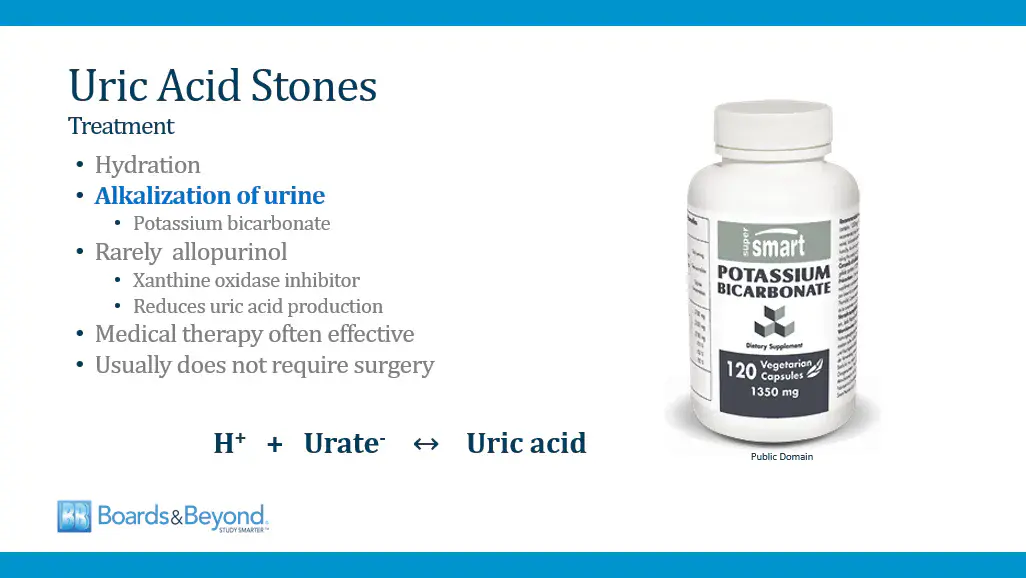 Uric Acid Stones
Treatment
• Hydration
• Alkalization of urine
• Potassium bicarbonate
• Rarely allopurinol
• Xanthine oxidase inhibitor
• Reduces uric acid production
• Medical therapy often effective
• Usually does not require surgery
H⁺ + Urate⁻ ↔ Uric acid
super
smart
POTASSIUM
BICARBONATE
Dietary Supplement
120 Vegetarian
Capsules
1350 mg
Public Domain
BB Boards&Beyond
STUDY SMARTER™